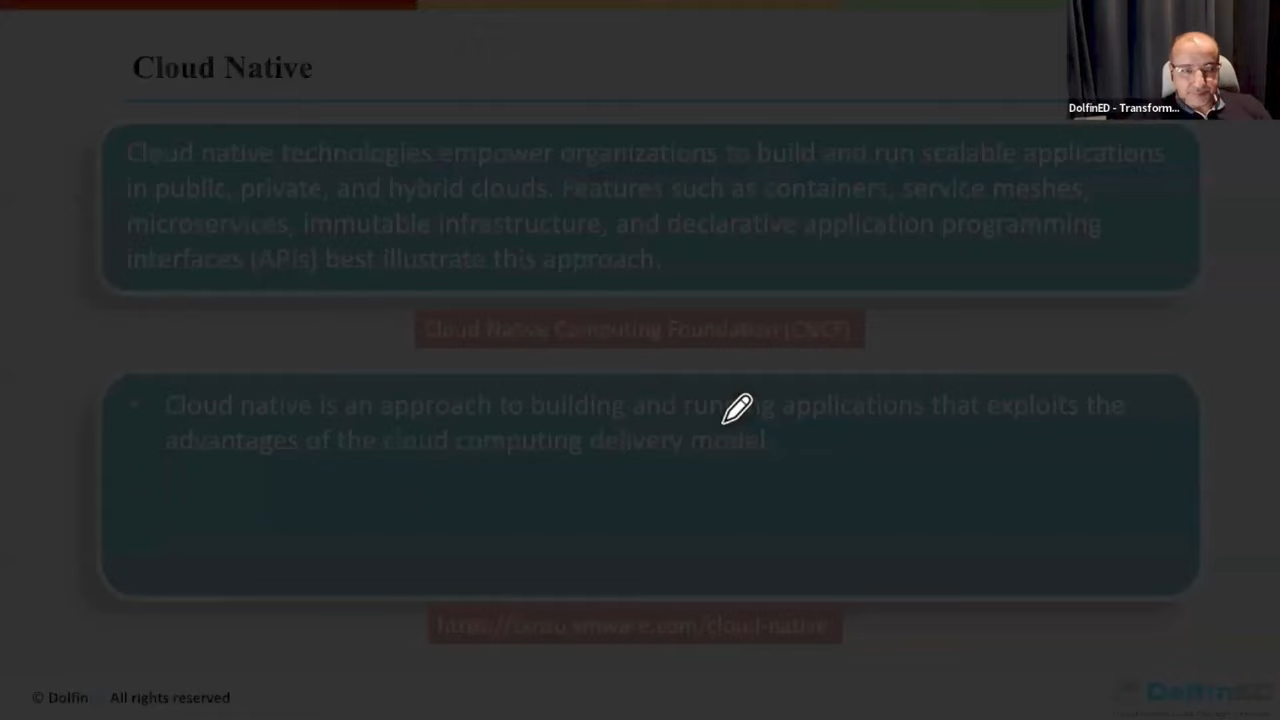 Cloud Native
DolfinED - Transform...
Cloud native technologies empower organizations to build and run scalable applications
in public, private, and hybrid clouds. Features such as containers, service meshes,
microservices, immutable infrastructure, and declarative application programming
interfaces (APIs) best illustrate this approach.
Cloud Native Computing Foundation (CNCF)
• Cloud native is an approach to building and running applications that exploits the
advantages of the cloud computing delivery model.
© Dolfin All rights reserved
DolfinED